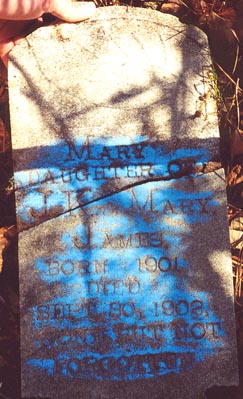 MARY
DAUGHTER OF
J.K. MARY
JAMES
BORN 1901
DIED
SEPT 30, 1902
GONE BUT NOT
FORGOTTEN